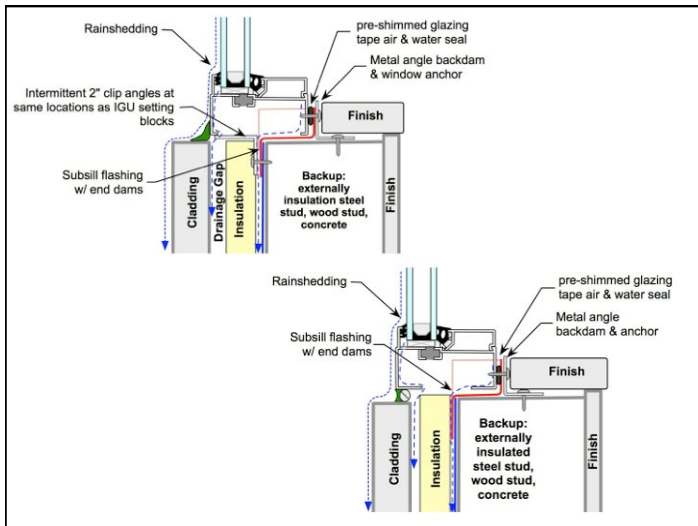 Rainshedding
pre-shimmed glazing
tape air & water seal
Metal angle backdam
& window anchor
Intermittent 2" clip angles at
same locations as IGU setting
blocks
Finish
Subsill flashing
w/ end dams
Cladding
Drainage Gap
Insulation
Backup:
externally
insulation steel
stud, wood stud,
concrete
Finish
Rainshedding
pre-shimmed glazing
tape air & water seal
Subsill flashing
w/ end dams
Metal angle
backdam & anchor
Finish
Cladding
Insulation
Backup:
externally
insulated
steel stud,
wood stud,
concrete
Finish